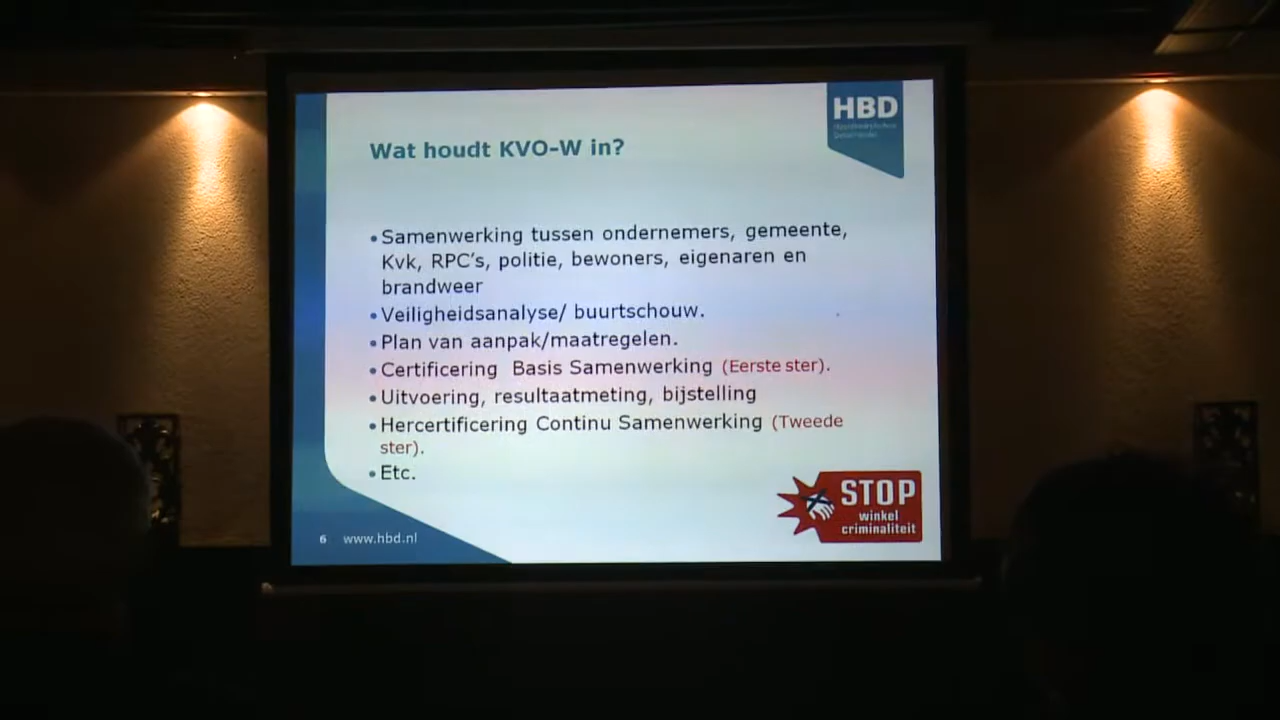 HBD
Wat houdt KVO-W in?
•Samenwerking tussen ondernemers, gemeente,
Kvk, RPC's, politie, bewoners, eigenaren en
brandweer
•Veiligheidsanalyse/ buurtschouw.
•Plan van aanpak/maatregelen.
•Certificering Basis Samenwerking (Eerste ster).
•Uitvoering, resultaatmeting, bijstelling
•Hercertificering Continu Samenwerking (Tweede
ster).
•Etc.
STOP
winkel
criminaliteit
6 www.hbd.nl